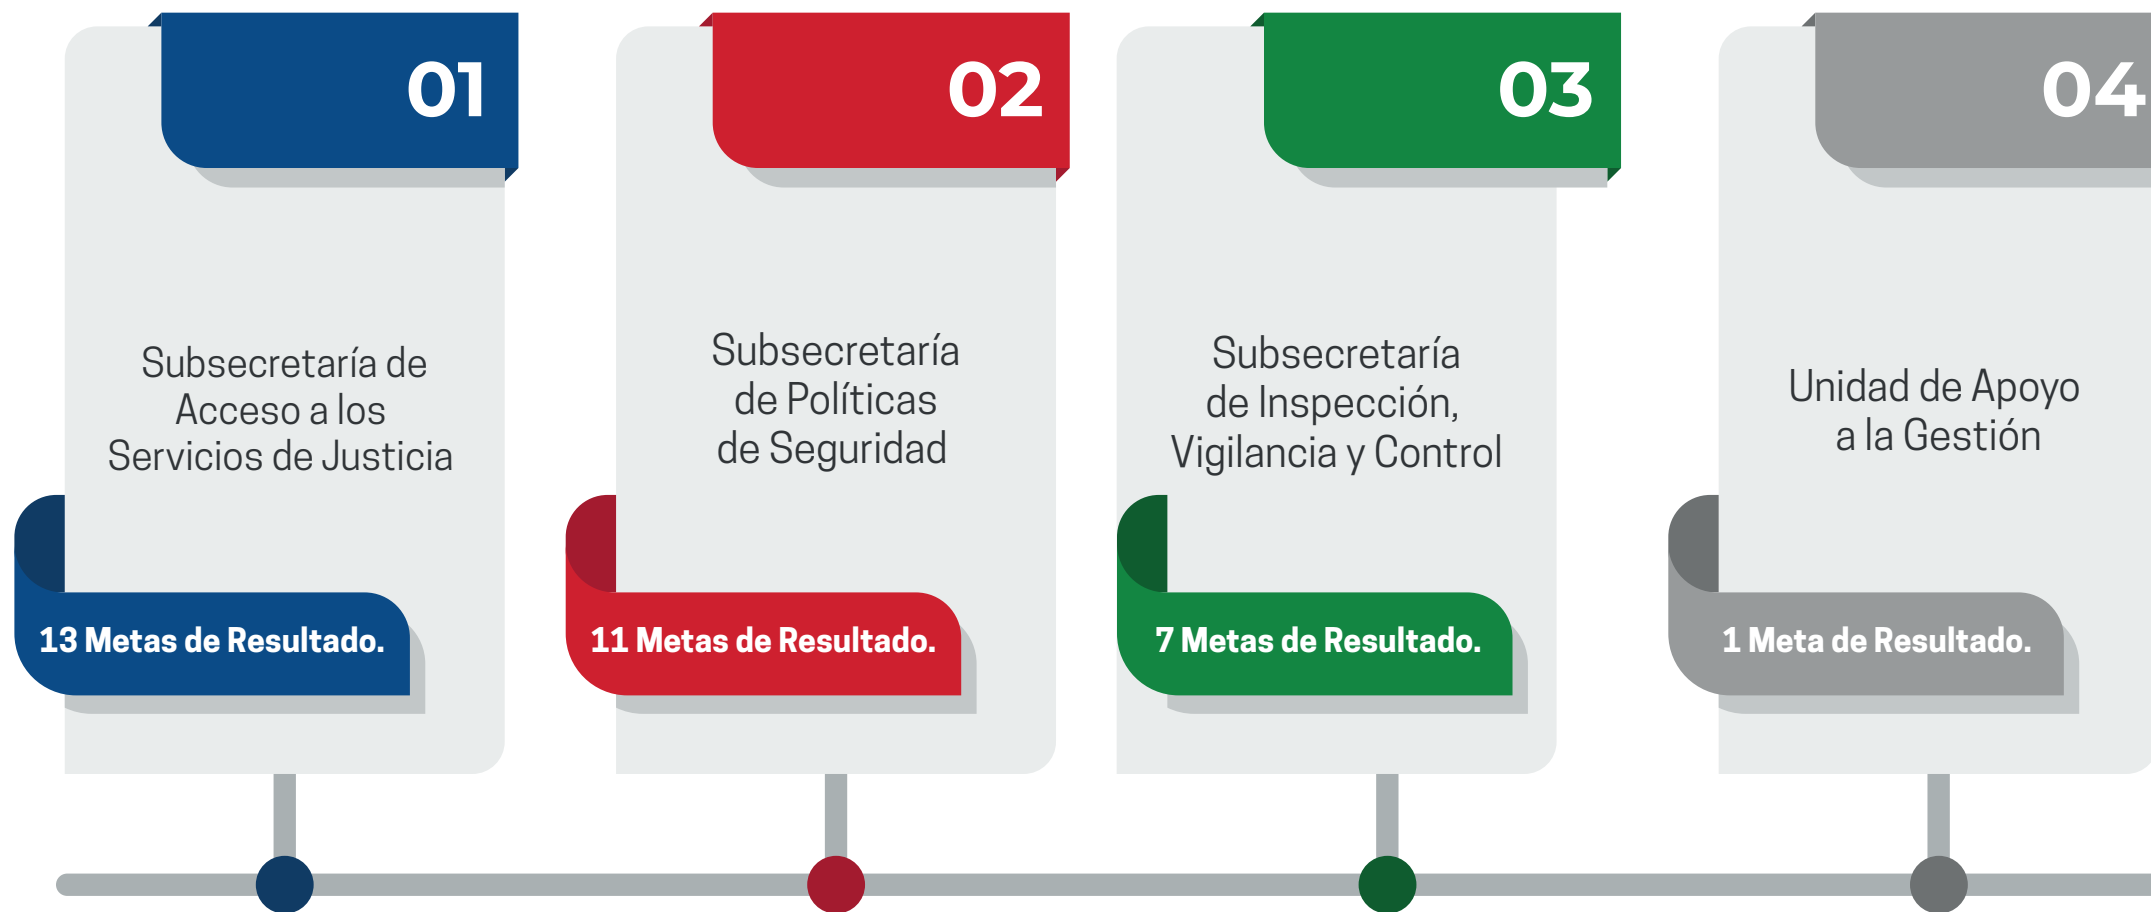 01
Subsecretaría de
Acceso a los
Servicios de Justicia
13 Metas de Resultado.
02
Subsecretaría
de Políticas
de Seguridad
11 Metas de Resultado.
03
Subsecretaría
de Inspección,
Vigilancia y Control
7 Metas de Resultado.
04
Unidad de Apoyo
a la Gestión
1 Meta de Resultado.